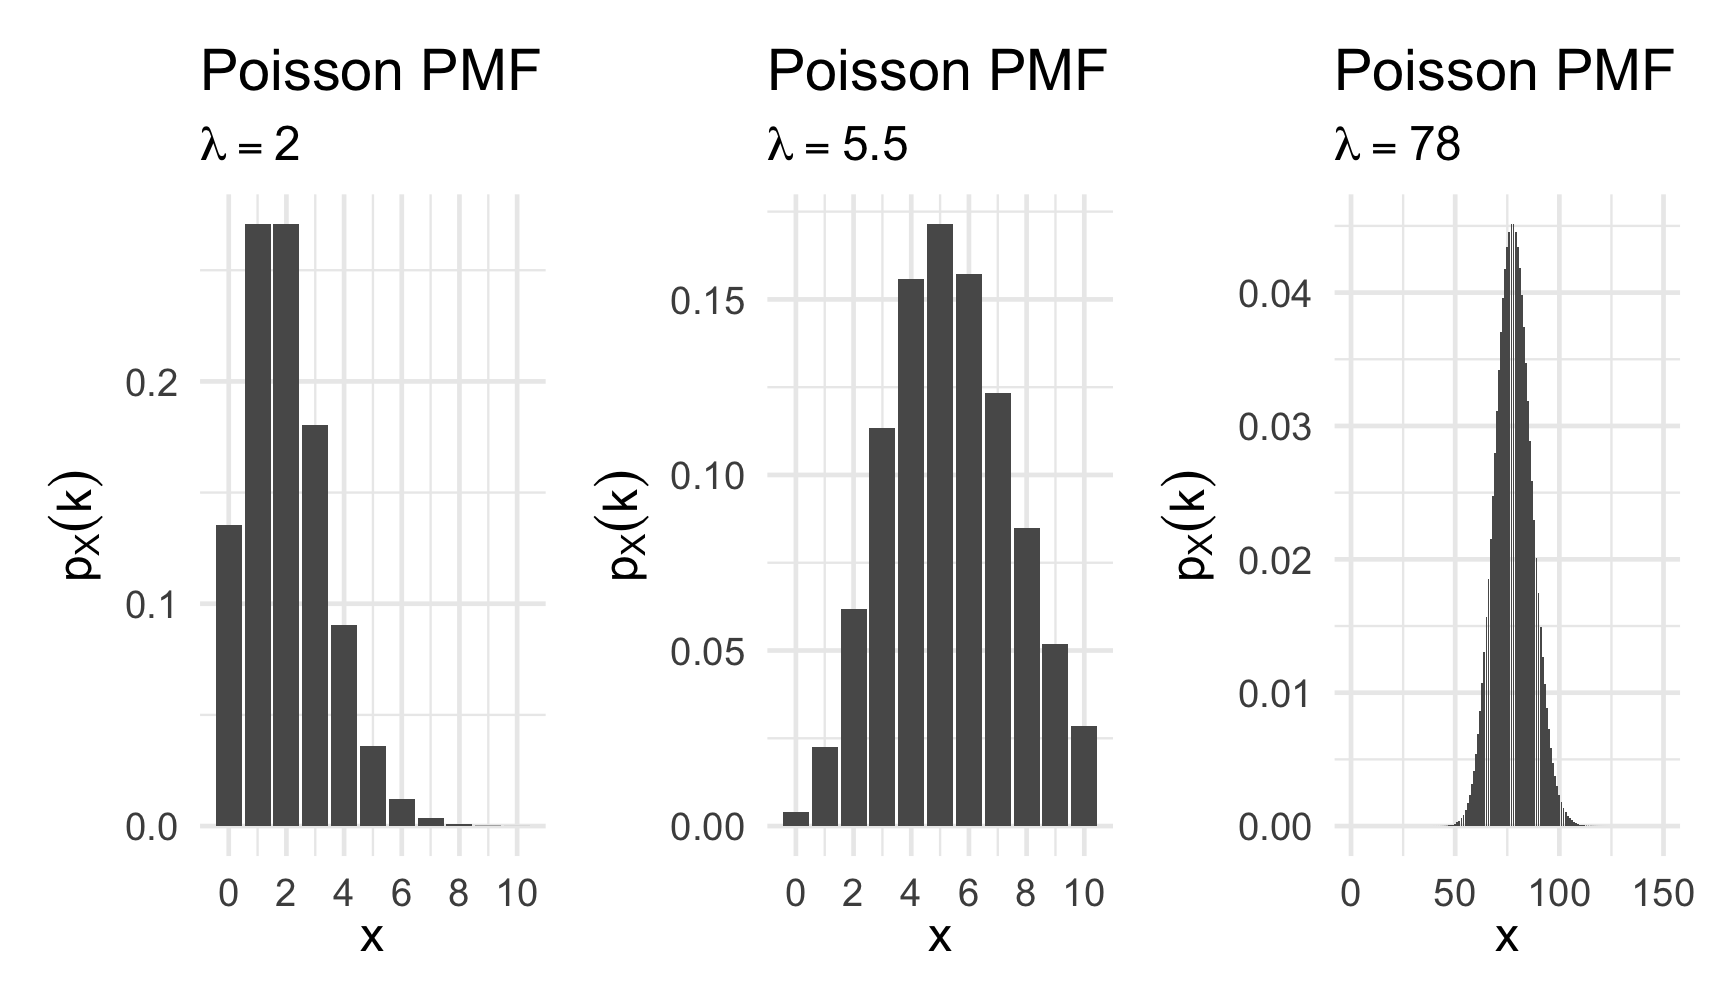 Poisson PMF
λ = 2
0.2
0.1
0.0
pX(k)
0 2 4 6 8 10
x
Poisson PMF
λ = 5.5
0.15
0.10
0.05
0.00
pX(k)
0 2 4 6 8 10
x
Poisson PMF
λ = 78
0.04
0.03
0.02
0.01
0.00
pX(k)
0 50 100 150
x